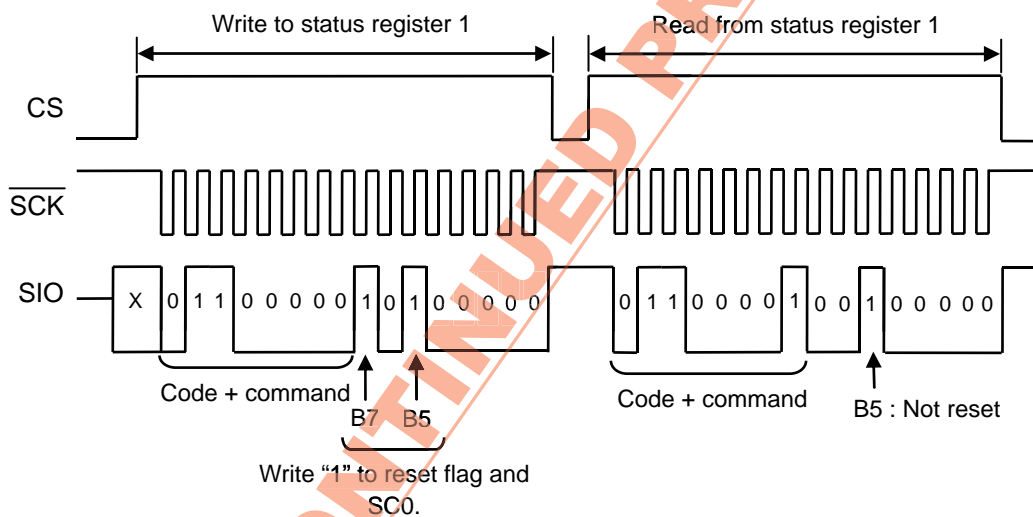 Write to status register 1
Read from status register 1
CS
SCK
SIO
X 0 1 1 0 0 0 0 0 1 0 1 0 0 0 0 0
0 1 1 0 0 0 0 1 0 0 1 0 0 0 0 0
Code + command
B7 B5
Code + command
B5 : Not reset
Write “1” to reset flag and
SC0.
ONTINUED PR